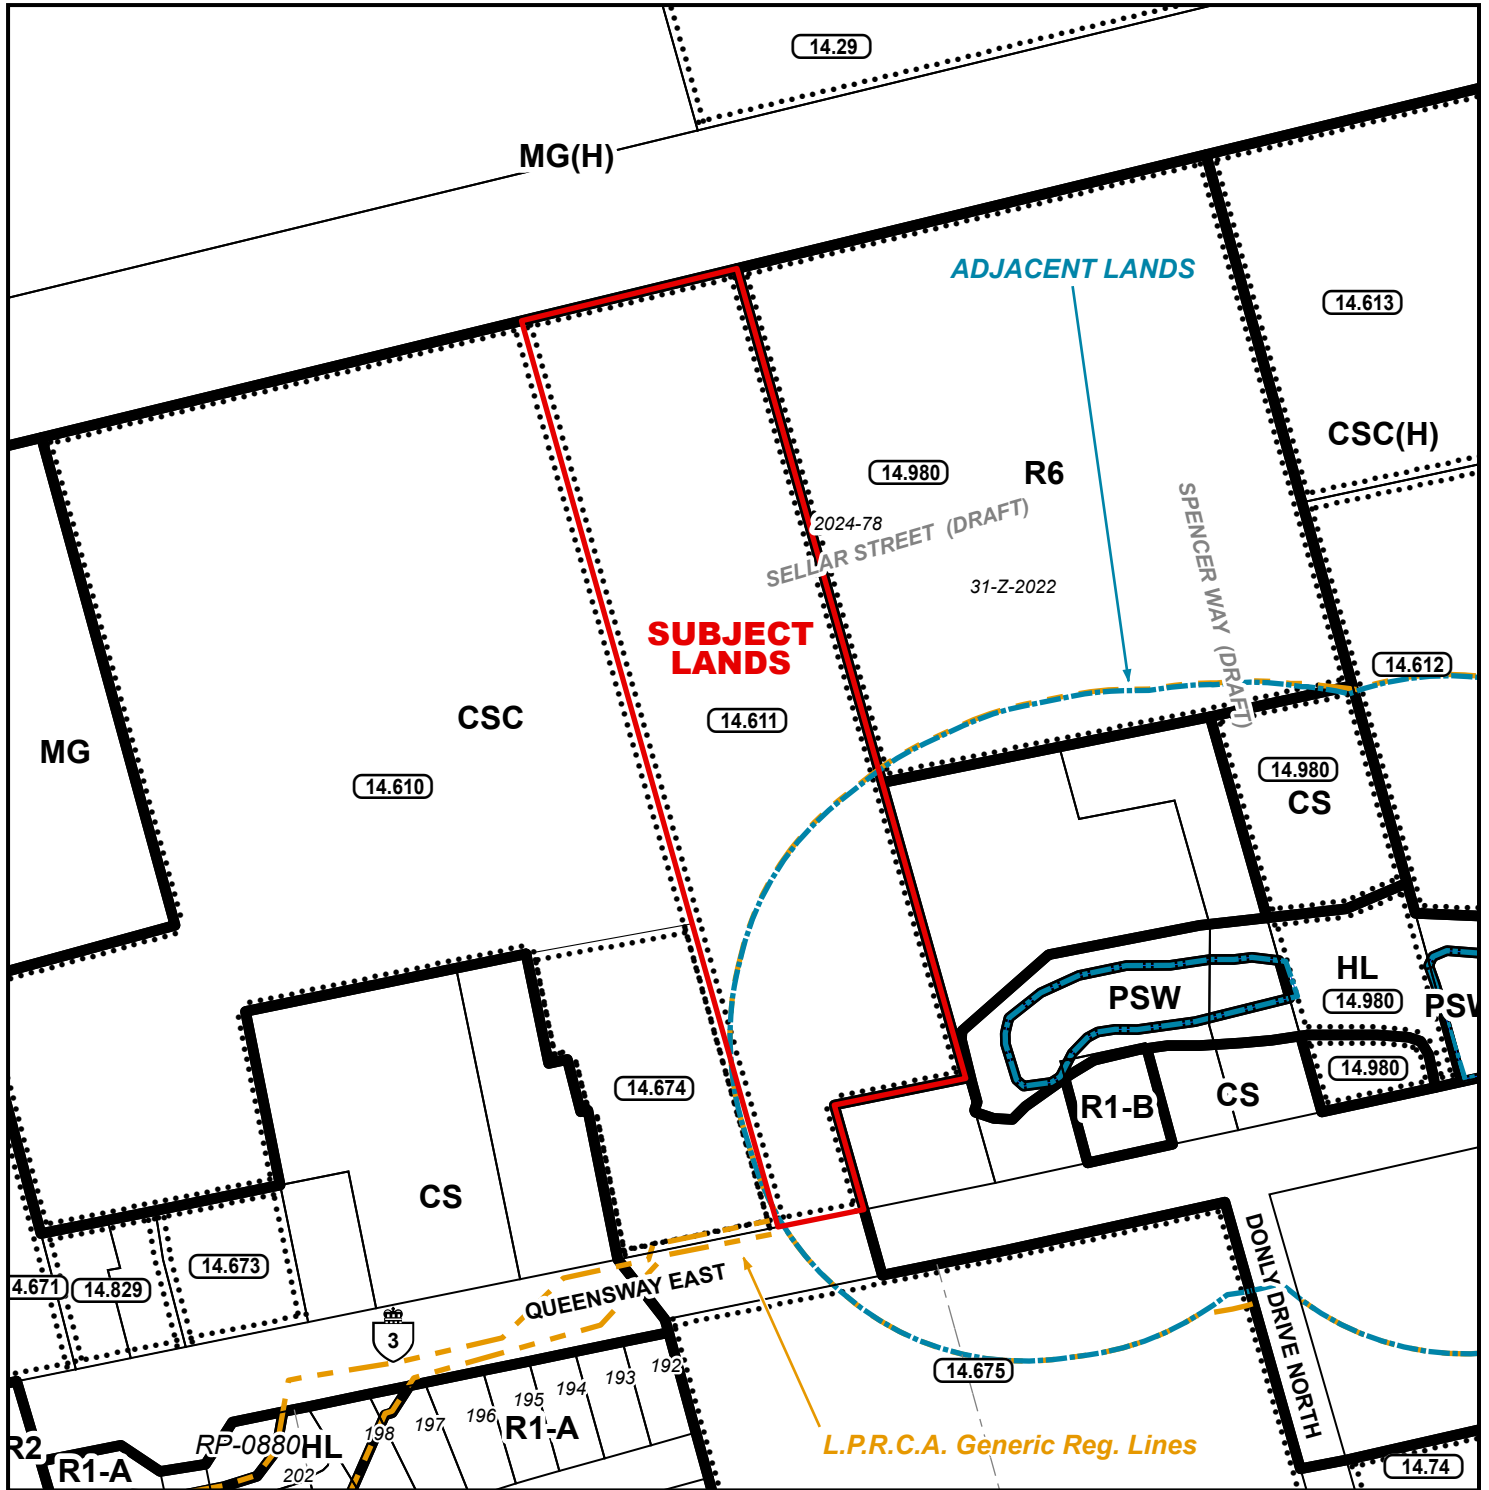 14.29
MG(H)
ADJACENT LANDS
14.613
CSC(H)
14.980
R6
2024-78
SELLAR STREET (DRAFT)
SPENCER WAY (DRAFT)
31-Z-2022
SUBJECT
LANDS
14.612
14.611
CSC
MG
14.610
14.980
CS
HL
14.980
PSW
PSW
14.980
14.674
R1-B
CS
CS
14.673
14.671
14.829
QUEENSWAY EAST
3
DONLY DRIVE NORTH
14.675
192
193
194
195
196
197
198
R1-A
R2
RP-0880
HL
R1-A
202
L.P.R.C.A. Generic Reg. Lines
14.74